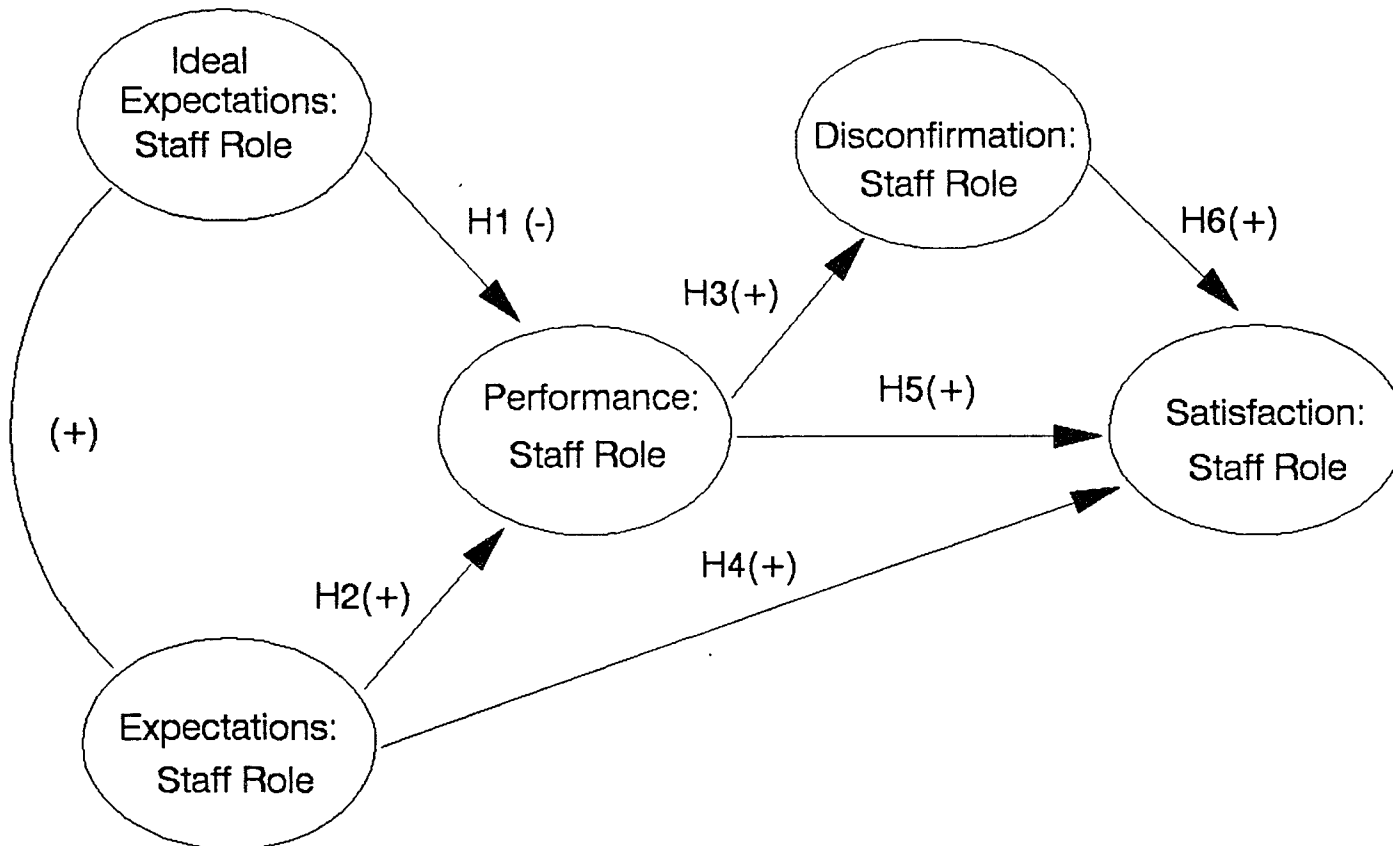 Ideal
Expectations:
Staff Role
Disconfirmation:
Staff Role
H1 (-)
H6(+)
H3(+)
Performance:
Staff Role
H5(+)
Satisfaction:
Staff Role
(+)
H2(+)
H4(+)
Expectations:
Staff Role